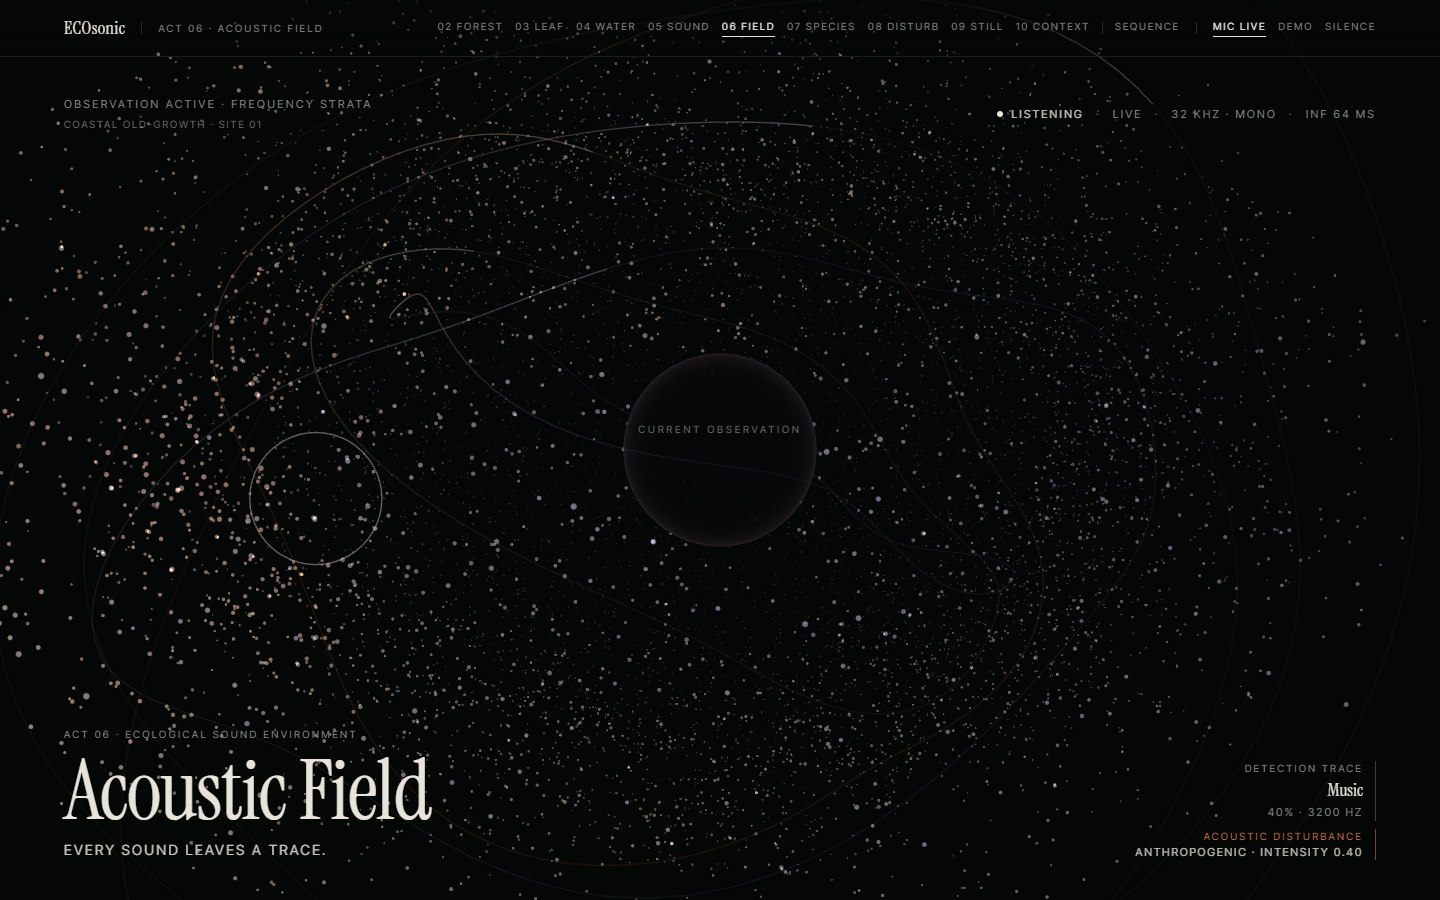 ECOsonic
ACT 06 · ACOUSTIC FIELD
02 FOREST 03 LEAF 04 WATER 05 SOUND 06 FIELD 07 SPECIES 08 DISTURB 09 STILL 10 CONTEXT
SEQUENCE
MIC LIVE DEMO SILENCE
OBSERVATION ACTIVE · FREQUENCY STRATA
COASTAL OLD-GROWTH · SITE 01
LISTENING · LIVE · 32 KHZ · MONO · INF 64 MS
CURRENT OBSERVATION
ACT 06 · ECOLOGICAL SOUND ENVIRONMENT
Acoustic Field
EVERY SOUND LEAVES A TRACE.
DETECTION TRACE
Music
40% · 3200 HZ
ACOUSTIC DISTURBANCE
ANTHROPOGENIC · INTENSITY 0.40